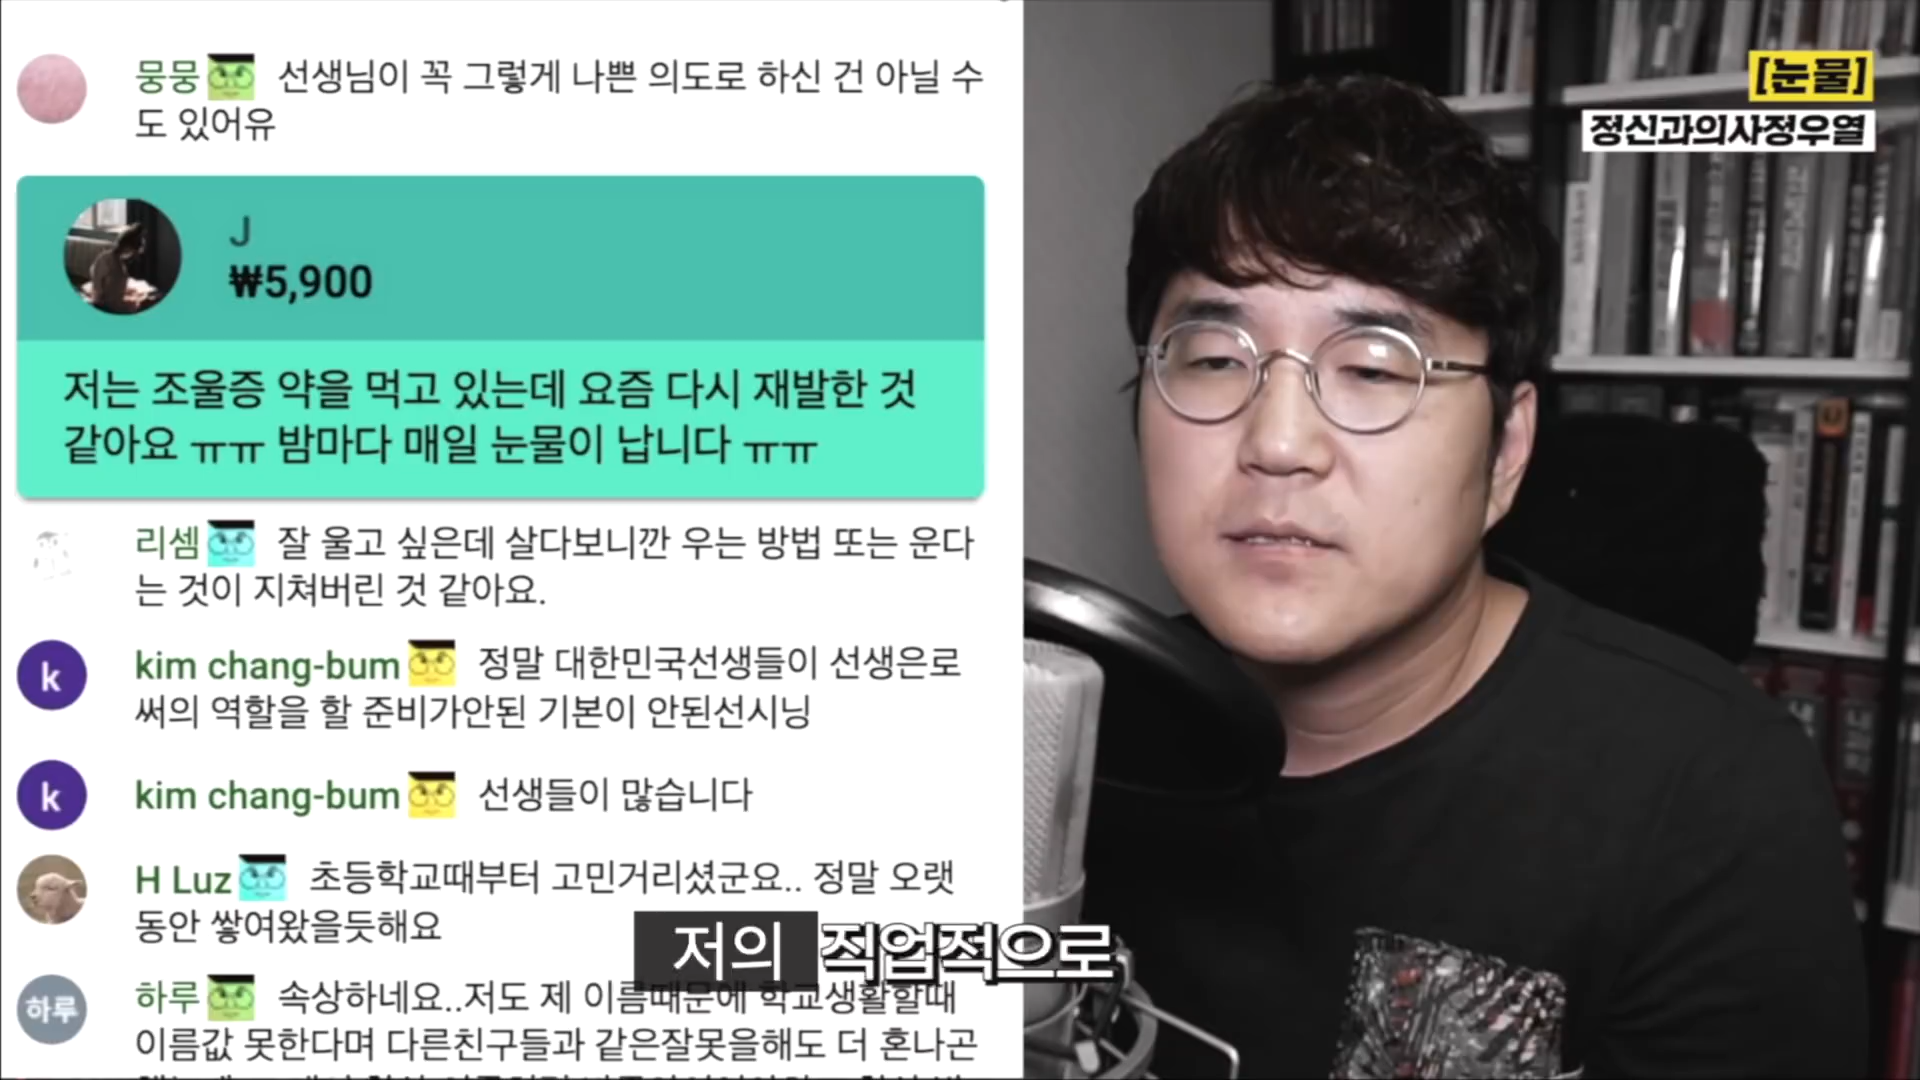 뭉뭉 선생님이 꼭 그렇게 나쁜 의도로 하신 건 아닐 수
도 있어유
J
₩5,900
저는 조울증 약을 먹고 있는데 요즘 다시 재발한 것
같아요 ㅠㅠ 밤마다 매일 눈물이 납니다 ㅠㅠ
리셈 잘 울고 싶은데 살다보니깐 우는 방법 또는 운다
는 것이 지쳐버린 것 같아요.
k
kim chang-bum 정말 대한민국선생들이 선생은로
써의 역할을 할 준비가안된 기본이 안된선시닝
k
kim chang-bum 선생들이 많습니다
H Luz 초등학교때부터 고민거리셨군요.. 정말 오랫
동안 쌓여왔을듯해요
하루
하루 속상하네요..저도 제 이름때문에 학교생활할때
이름값 못한다며 다른친구들과 같은잘못을해도 더 혼나곤
[눈물]
정신과의사정우열
저의 직업적으로